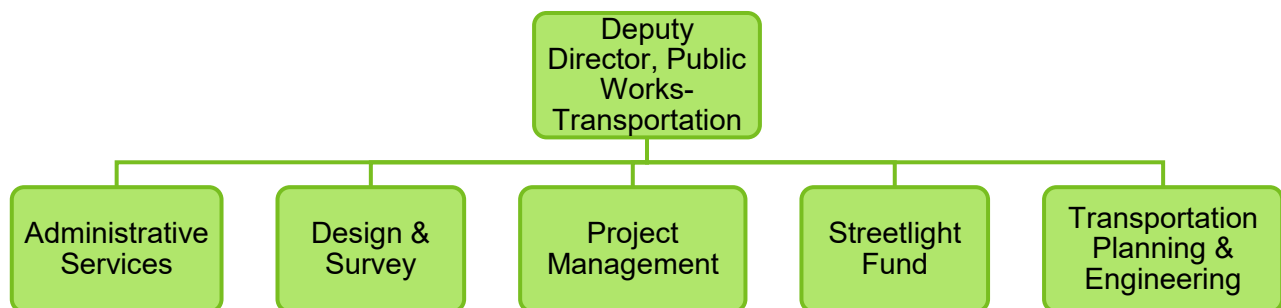 Deputy
Director, Public
Works-
Transportation
Administrative
Services
Design &
Survey
Project
Management
Streetlight
Fund
Transportation
Planning &
Engineering